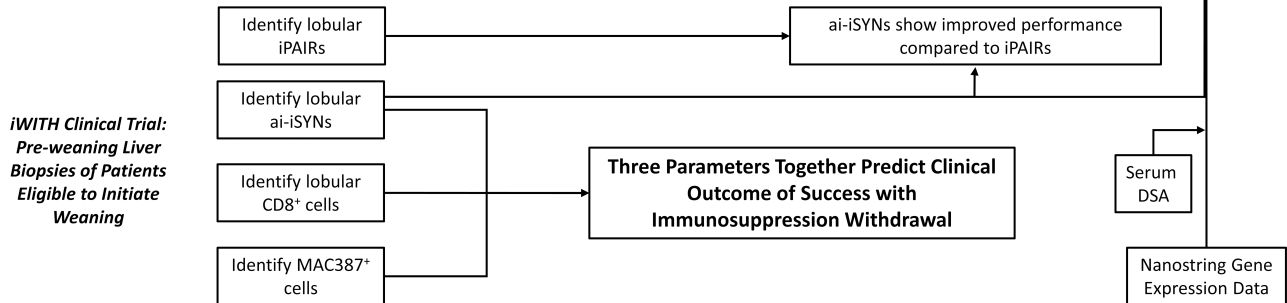 Identify lobular
iPAIRs
ai-iSYNs show improved performance
compared to iPAIRs
Identify lobular
ai-iSYNs
iWITH Clinical Trial:
Pre-weaning Liver
Biopsies of Patients
Eligible to Initiate
Weaning
Identify lobular
CD8⁺ cells
Three Parameters Together Predict Clinical
Outcome of Success with
Immunosuppression Withdrawal
Serum
DSA
Identify MAC387⁺
cells
Nanostring Gene
Expression Data